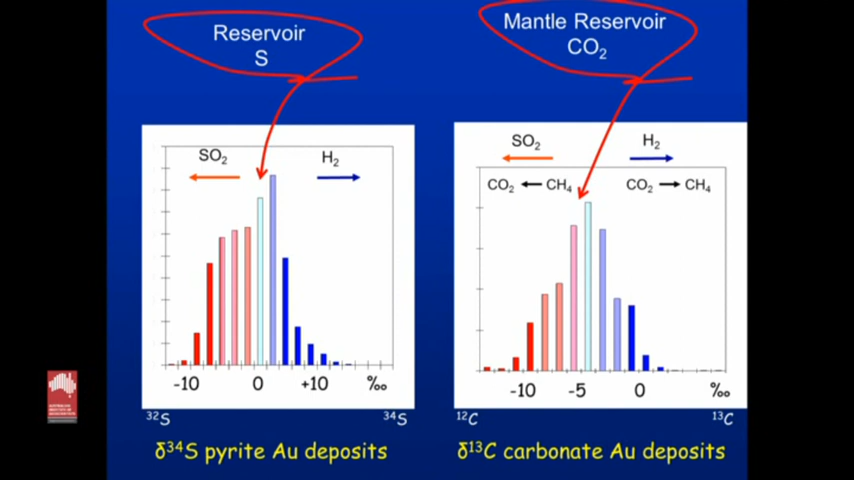 Reservoir
S
Mantle Reservoir
CO₂
SO₂
H₂
-10
0
+10
‰
³²S
³⁴S
δ³⁴S pyrite Au deposits
SO₂
H₂
CO₂ ← CH₄
CO₂ → CH₄
-10
-5
0
‰
¹²C
¹³C
δ¹³C carbonate Au deposits